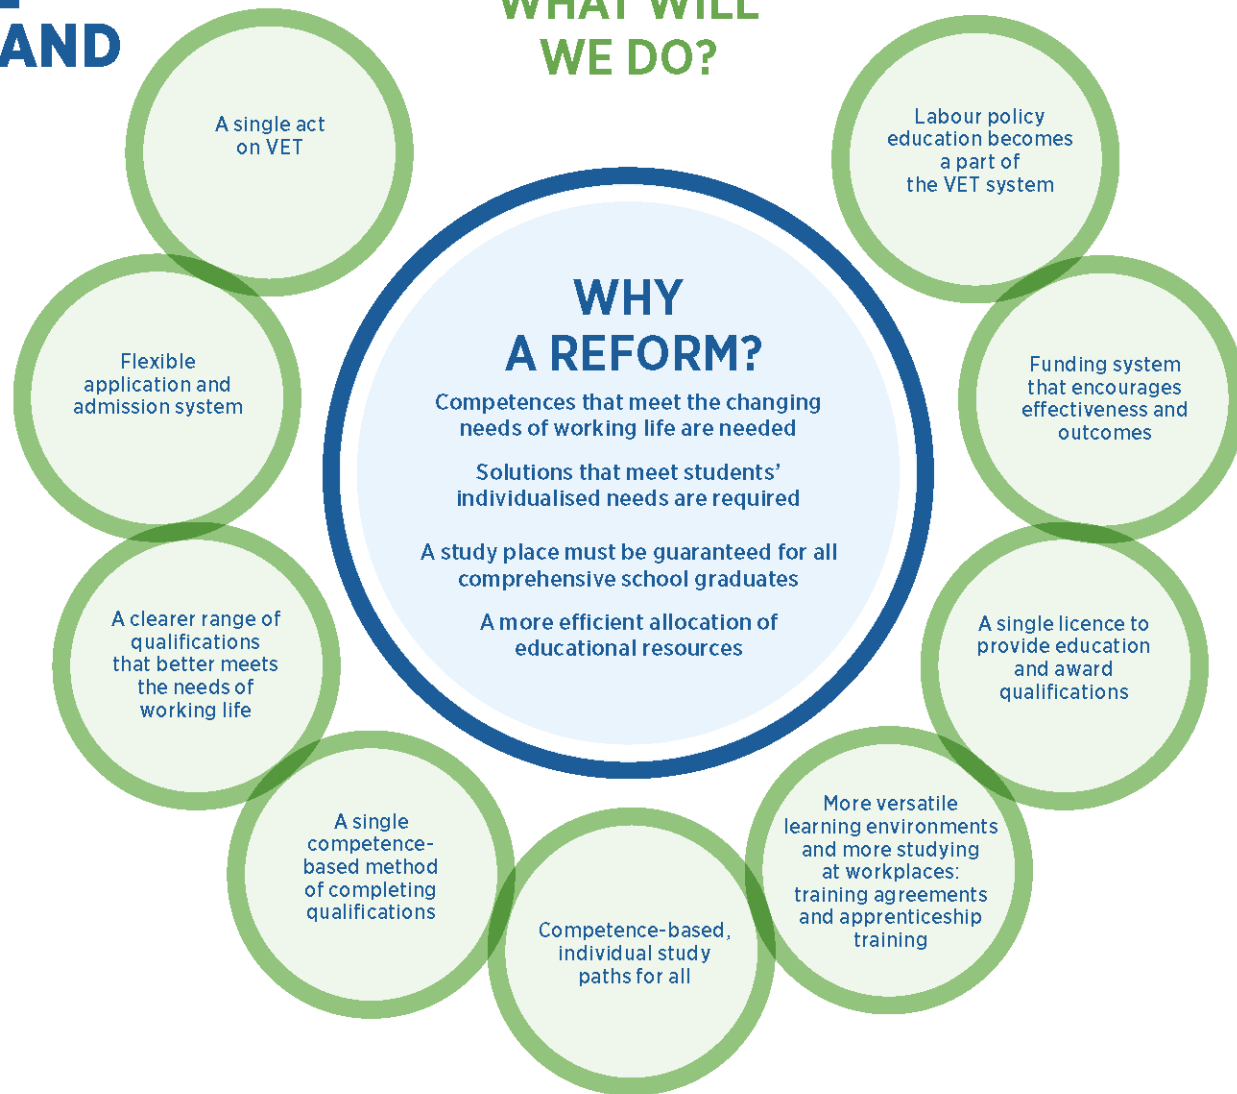 AND
WHAT WILL
WE DO?
A single act
on VET
Labour policy
education becomes
a part of
the VET system
WHY
A REFORM?
Competences that meet the changing
needs of working life are needed
Solutions that meet students’
individualised needs are required
A study place must be guaranteed for all
comprehensive school graduates
A more efficient allocation of
educational resources
Flexible
application and
admission system
Funding system
that encourages
effectiveness and
outcomes
A clearer range of
qualifications
that better meets
the needs of
working life
A single licence to
provide education
and award
qualifications
A single
competence-
based method
of completing
qualifications
More versatile
learning environments
and more studying
at workplaces:
training agreements
and apprenticeship
training
Competence-based,
individual study
paths for all